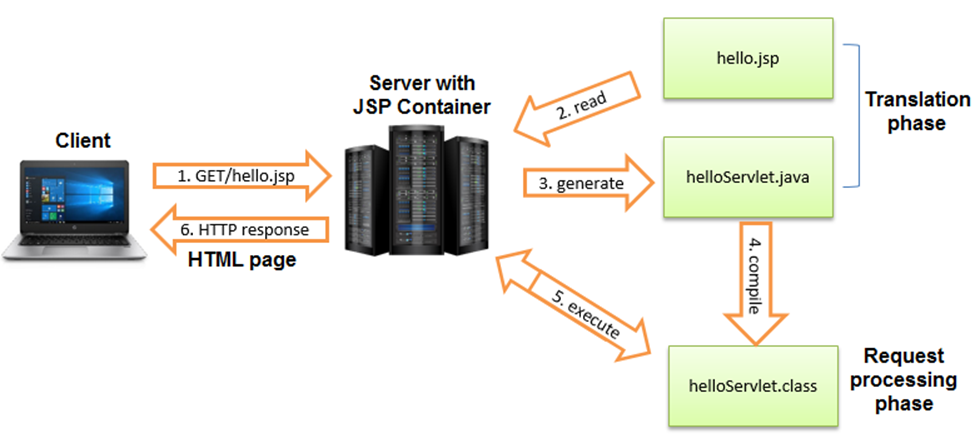 Client
1. GET/hello.jsp
6. HTTP response
HTML page
Server with
JSP Container
2. read
3. generate
5. execute
hello.jsp
helloServlet.java
Translation
phase
4. compile
helloServlet.class
Request
processing
phase